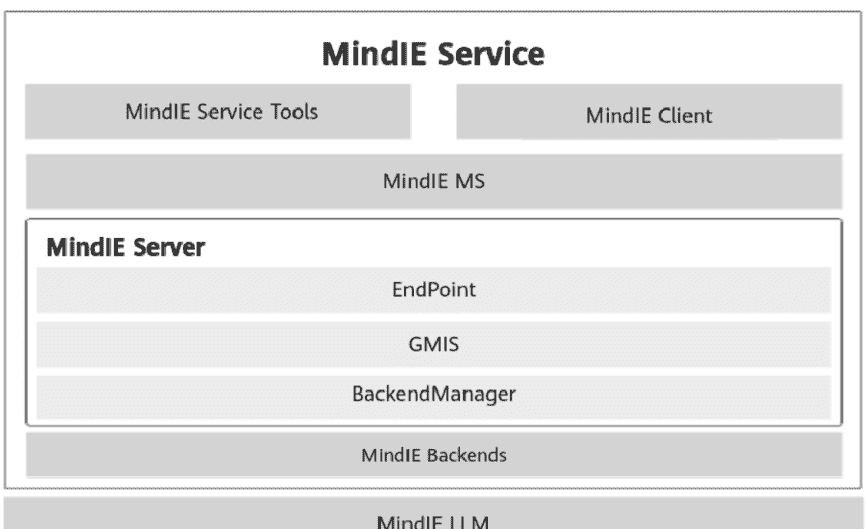 MindIE Service
MindIE Service Tools
MindIE Client
MindIE MS
MindIE Server
EndPoint
GMIS
BackendManager
MindIE Backends
MindIE LLM